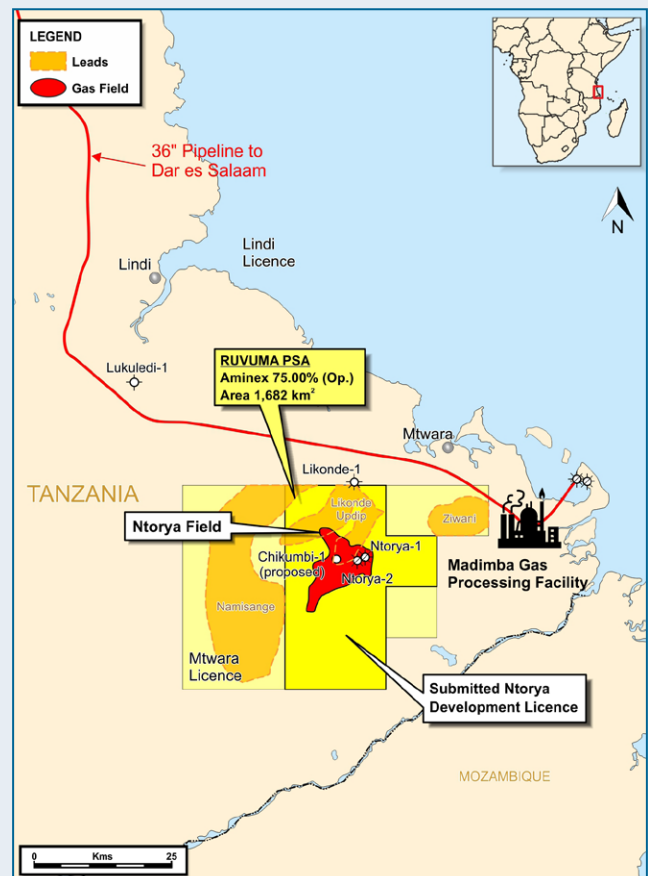 LEGEND
Leads
Gas Field
36" Pipeline to
Dar es Salaam
N
Lindi
Licence
Lindi
Lukuledi-1
RUVUMA PSA
Aminex 75.00% (Op.)
Area 1,682 km²
Mtwara
Likonde-1
TANZANIA
Likonde
Updip
Ziwani
Ntorya Field
Ntorya-1
Chikumbi-1
(proposed)
Ntorya-2
Madimba Gas
Processing Facility
Namisange
Mtwara
Licence
Submitted Ntorya
Development Licence
MOZAMBIQUE
0 Kms 25